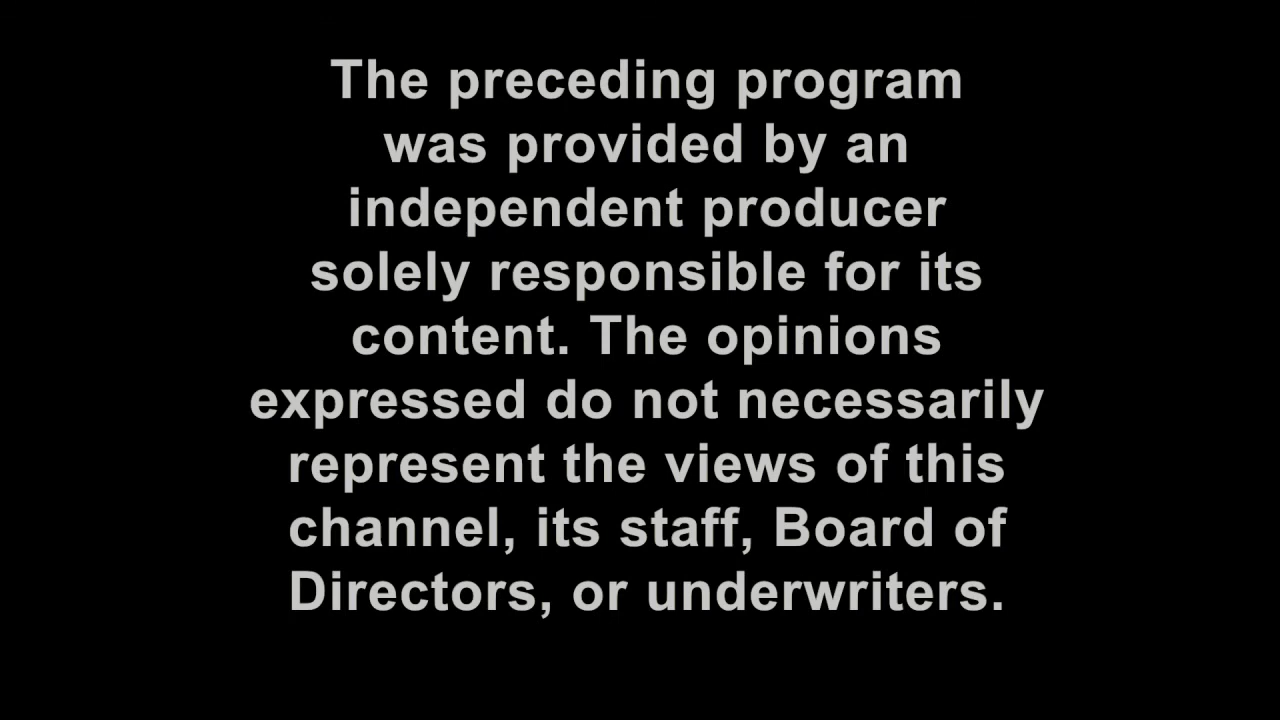 The preceding program
was provided by an
independent producer
solely responsible for its
content. The opinions
expressed do not necessarily
represent the views of this
channel, its staff, Board of
Directors, or underwriters.